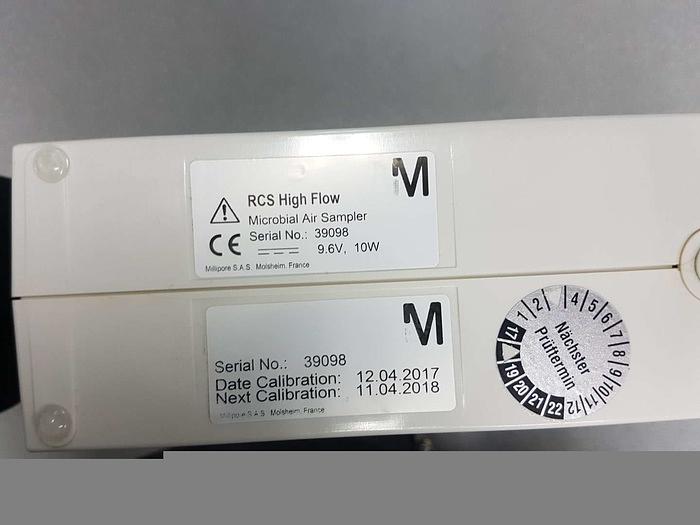 M
RCS High Flow
Microbial Air Sampler
Serial No.: 39098
CE
9.6V, 10W
Millipore S.A.S. Molsheim, France
M
Serial No.: 39098
Date Calibration: 12.04.2017
Next Calibration: 11.04.2018
Millipore S.A.S. Molsheim, France
Nächster
Prüftermin
1 2 4 5 6 7 8 9 10 11 12
17 19 20 21 22